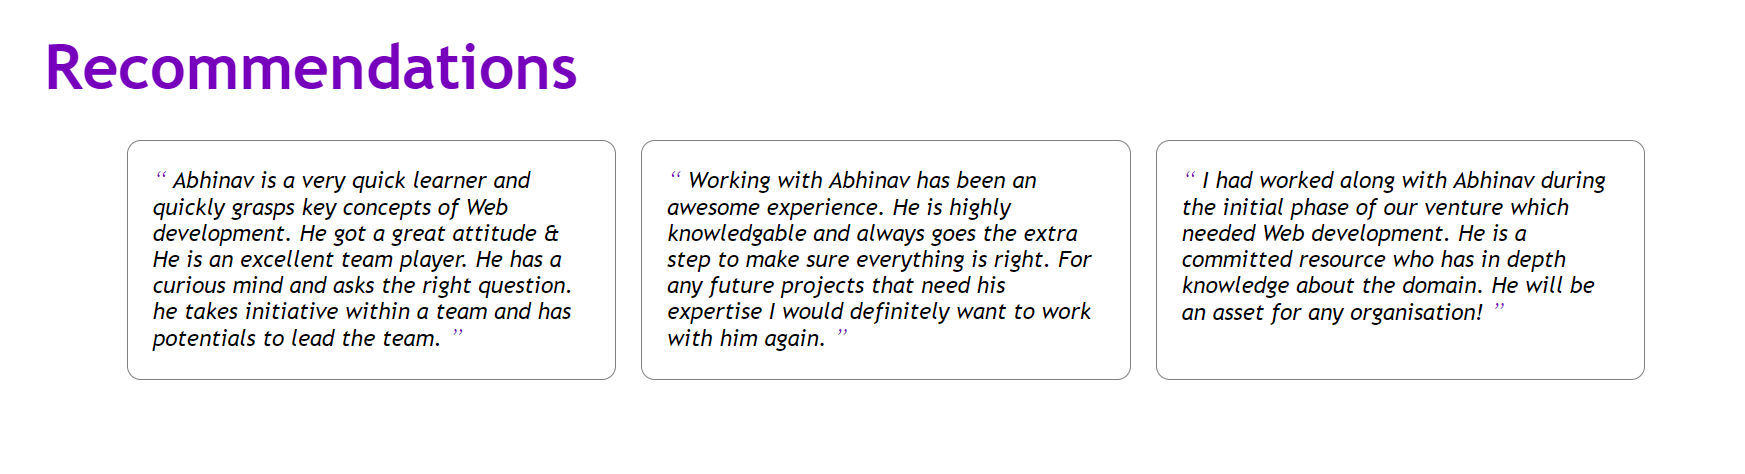 Recommendations
“ Abhinav is a very quick learner and
quickly grasps key concepts of Web
development. He got a great attitude &
He is an excellent team player. He has a
curious mind and asks the right question.
he takes initiative within a team and has
potentials to lead the team. ”
“ Working with Abhinav has been an
awesome experience. He is highly
knowledgable and always goes the extra
step to make sure everything is right. For
any future projects that need his
expertise I would definitely want to work
with him again. ”
“ I had worked along with Abhinav during
the initial phase of our venture which
needed Web development. He is a
committed resource who has in depth
knowledge about the domain. He will be
an asset for any organisation! ”